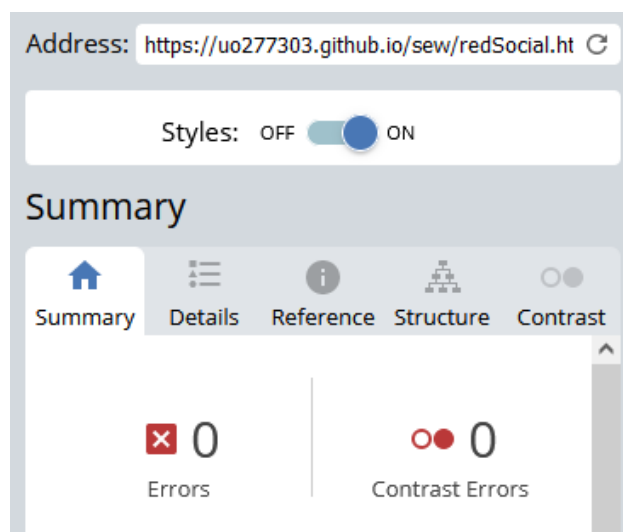 Address: https://uo277303.github.io/sew/redSocial.ht
Styles: OFF ON
Summary
Summary Details Reference Structure Contrast
0 0
Errors Contrast Errors